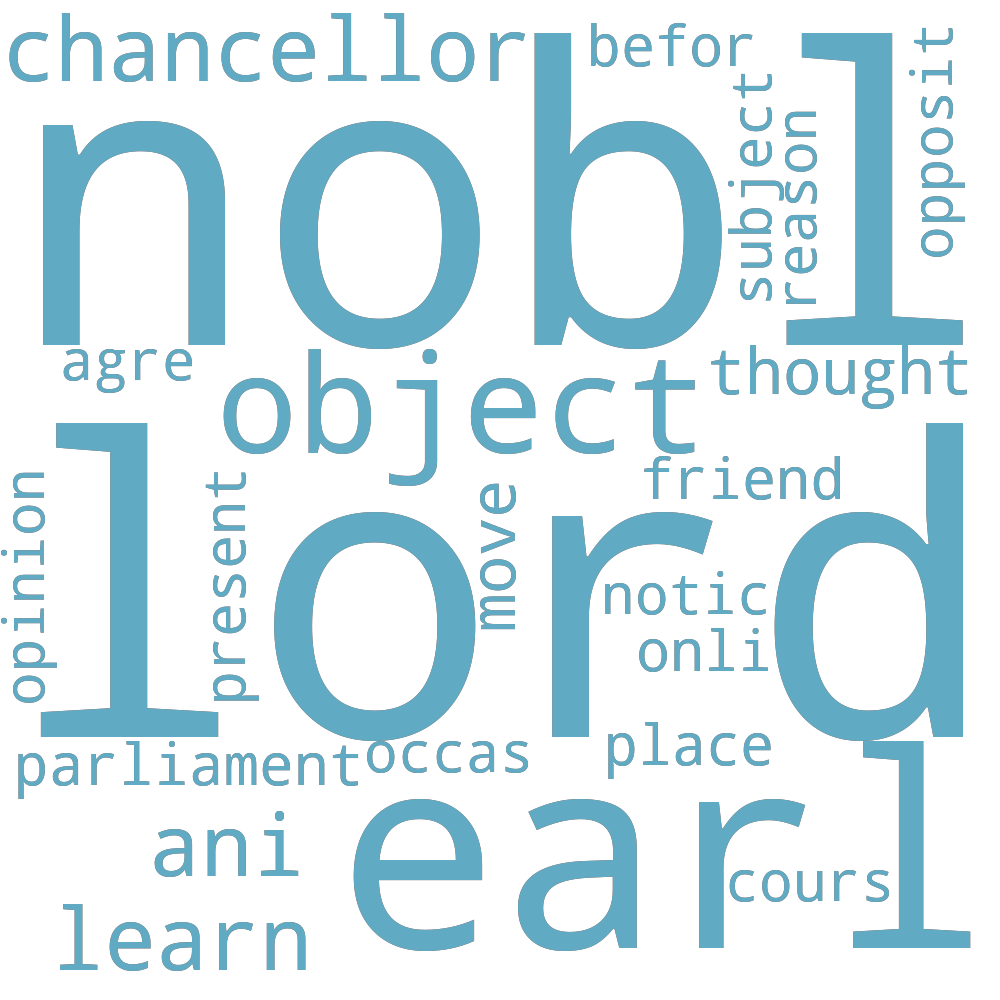 chancellor
befor
opposit
nobl
subject
reason
agre
object
thought
lord
friend
opinion
present
move
notic
onli
parliament
occas
place
earl
ani
cours
learn